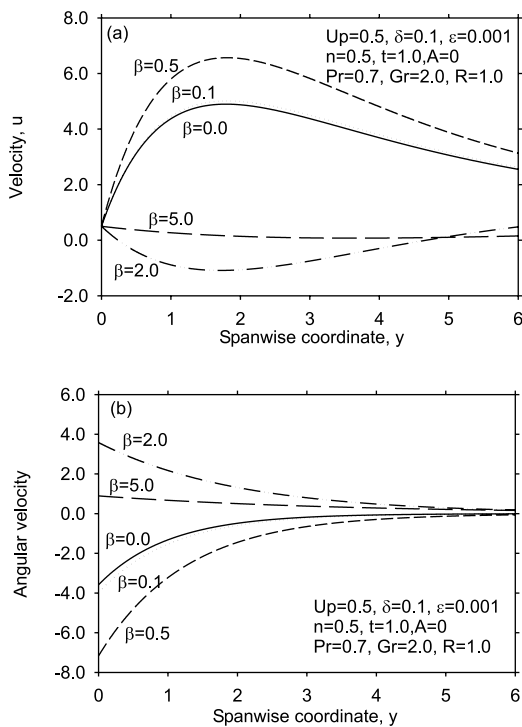 (a)
Up=0.5, δ=0.1, ε=0.001
n=0.5, t=1.0,A=0
Pr=0.7, Gr=2.0, R=1.0
8.0
6.0
4.0
2.0
0.0
-2.0
Velocity, u
β=0.5
β=0.1
β=0.0
β=5.0
β=2.0
0 1 2 3 4 5 6
Spanwise coordinate, y
(b)
6.0
4.0
2.0
0.0
-2.0
-4.0
-6.0
-8.0
Angular velocity
β=2.0
β=5.0
β=0.0
β=0.1
β=0.5
Up=0.5, δ=0.1, ε=0.001
n=0.5, t=1.0,A=0
Pr=0.7, Gr=2.0, R=1.0
0 1 2 3 4 5 6
Spanwise coordinate, y